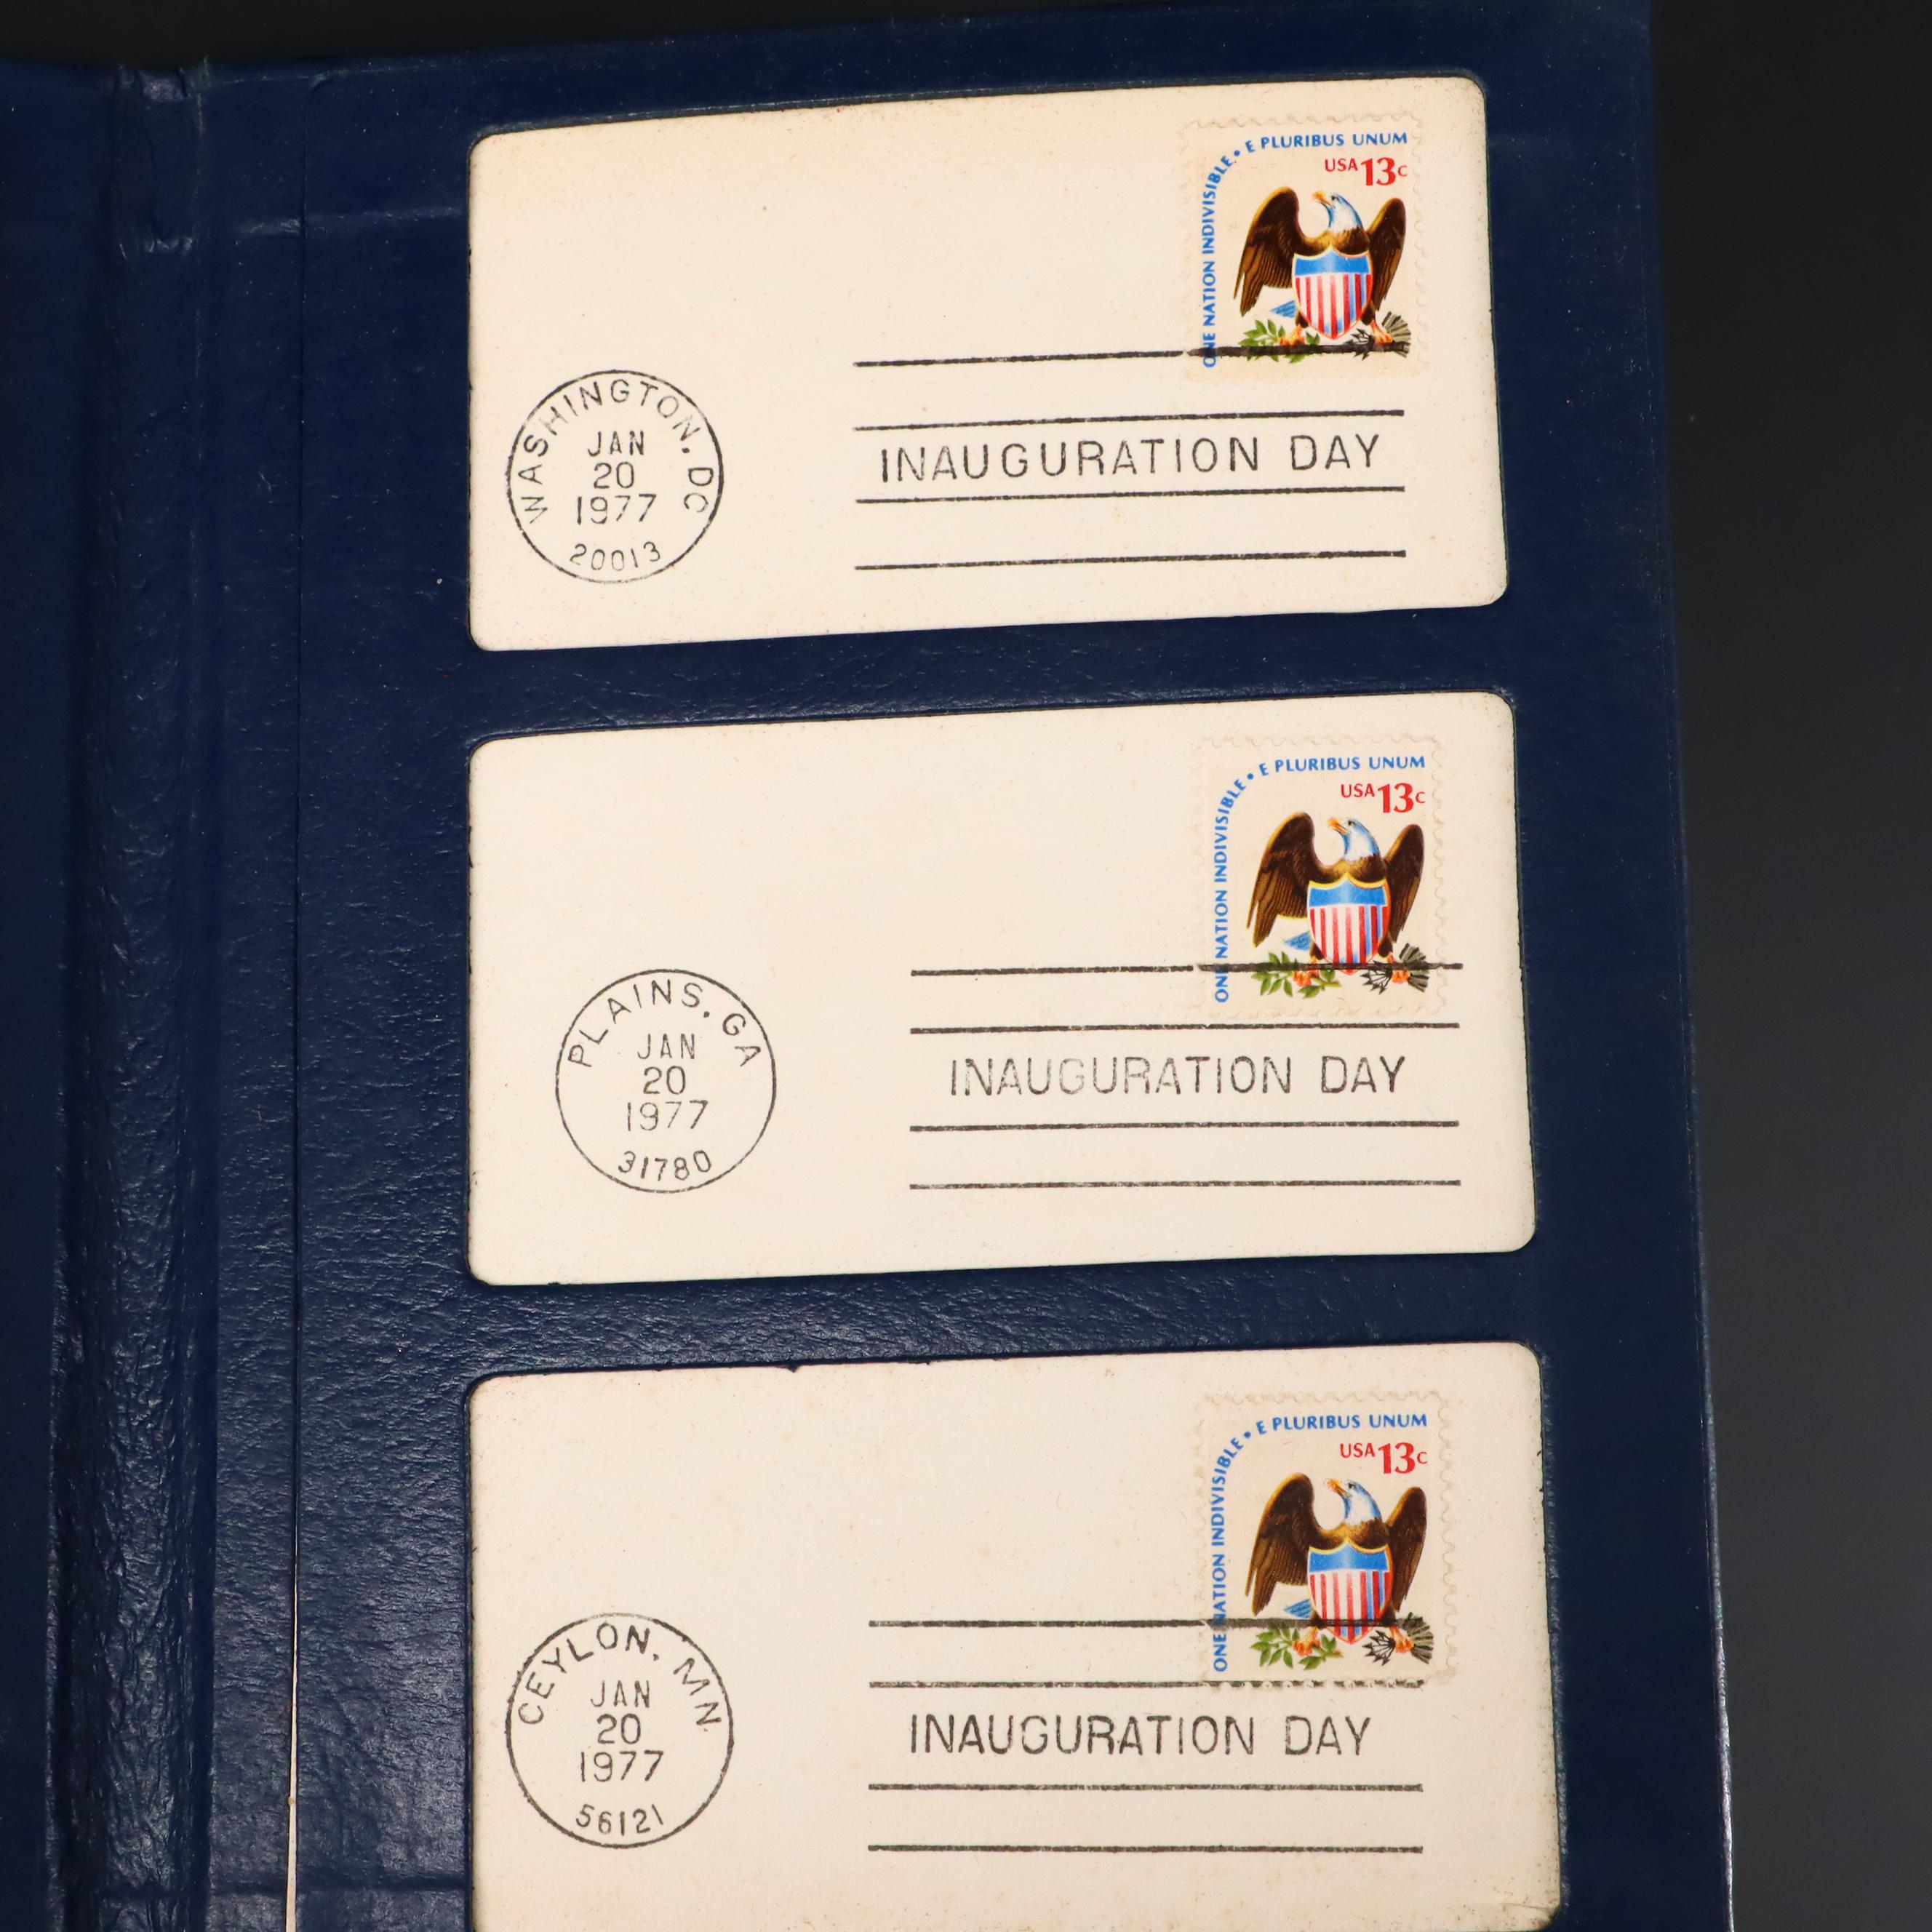 ONE NATION INDIVISIBLE • E PLURIBUS UNUM
USA 13c
WASHINGTON, DC
JAN
20
1977
20013
INAUGURATION DAY
ONE NATION INDIVISIBLE • E PLURIBUS UNUM
USA 13c
PLAINS, GA
JAN
20
1977
31780
INAUGURATION DAY
ONE NATION INDIVISIBLE • E PLURIBUS UNUM
USA 13c
CEYLON, MN
JAN
20
1977
56121
INAUGURATION DAY